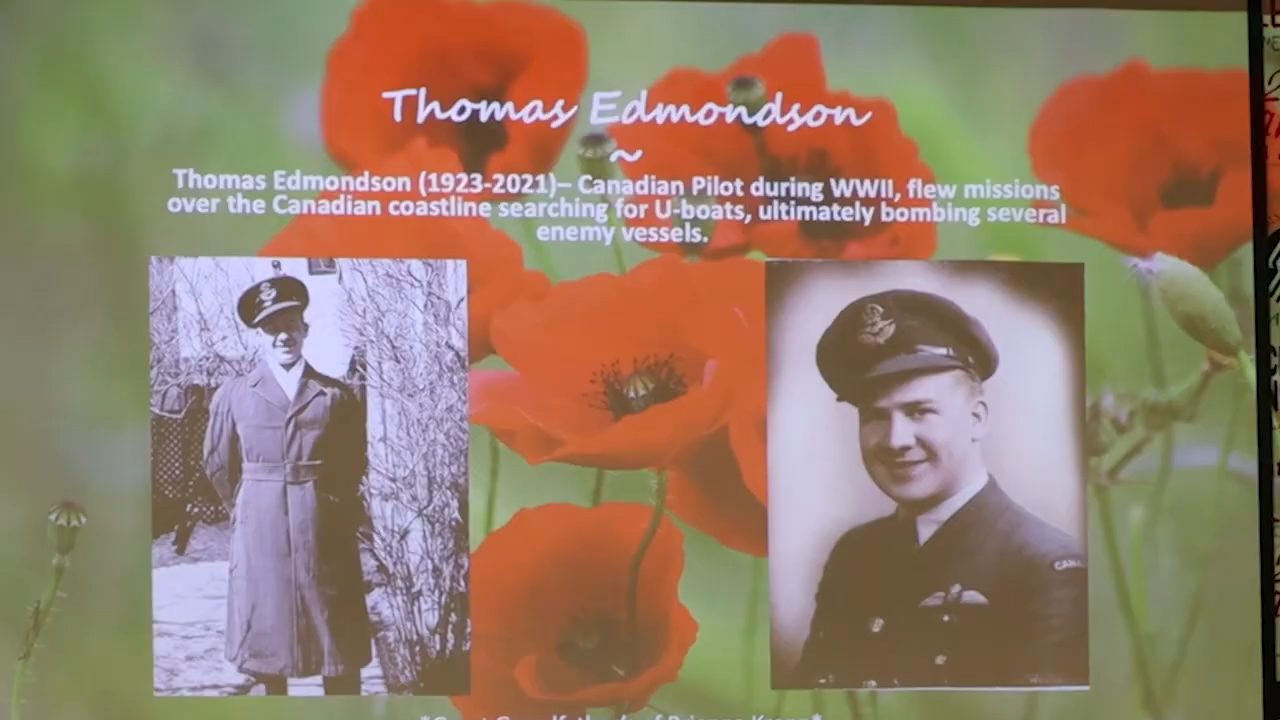 Thomas Edmondson
~
Thomas Edmondson (1923-2021)– Canadian Pilot during WWII, flew missions
over the Canadian coastline searching for U-boats, ultimately bombing several
enemy vessels.
CANA